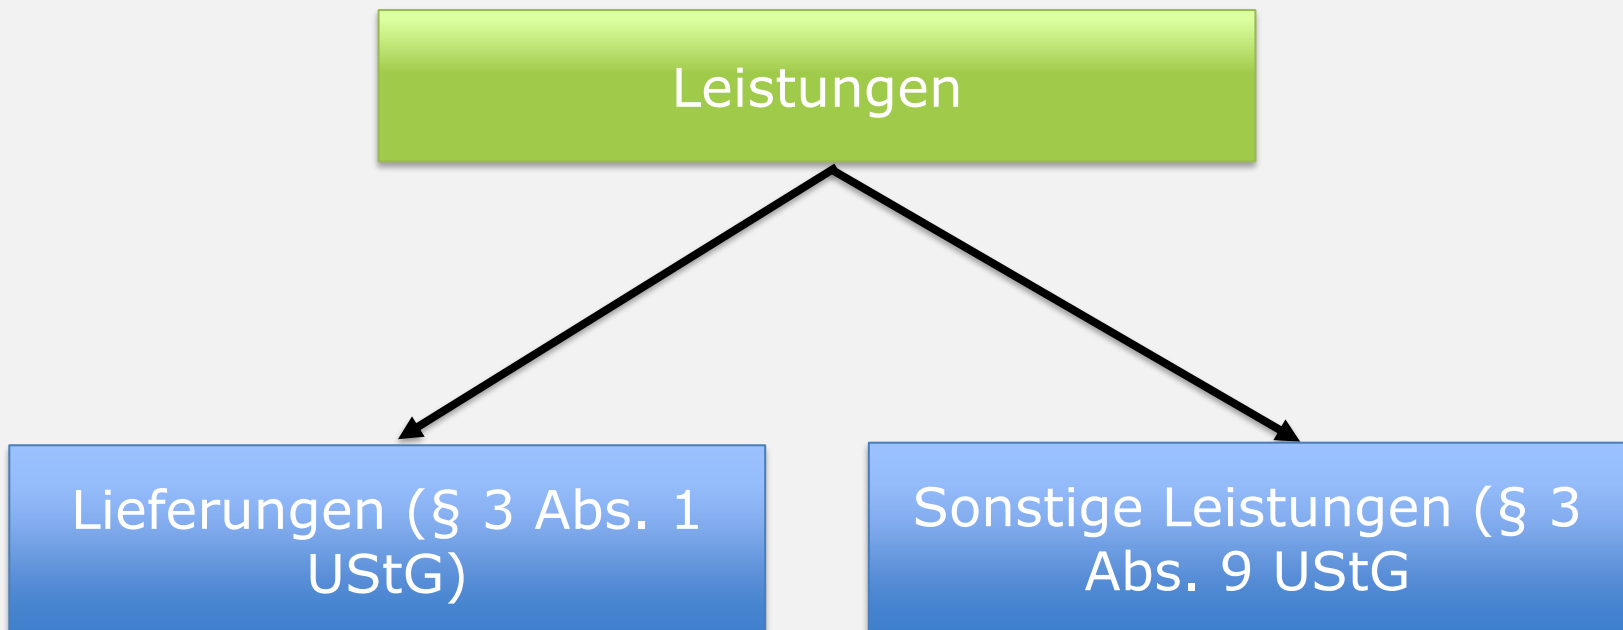 Leistungen
Lieferungen (§ 3 Abs. 1
UStG)
Sonstige Leistungen (§ 3
Abs. 9 UStG